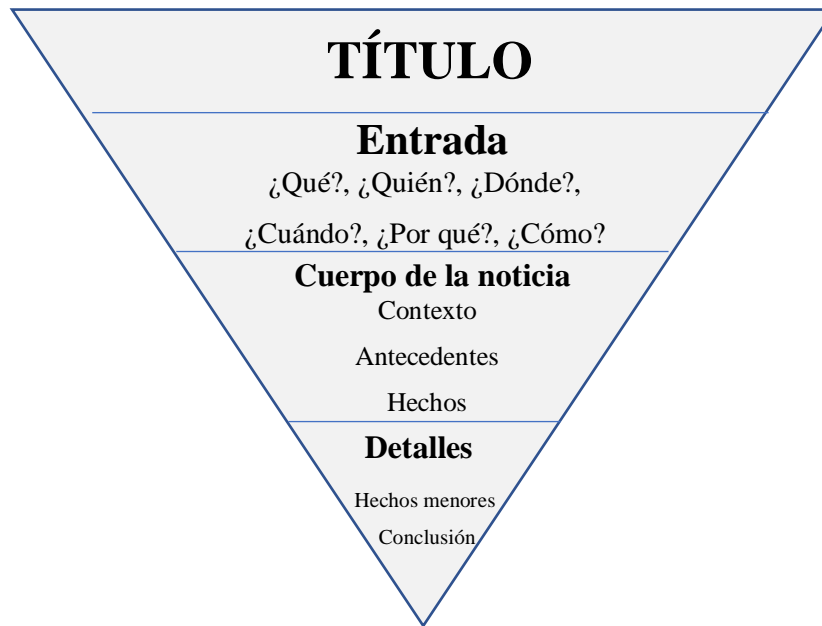 TÍTULO
Entrada
¿Qué?, ¿Quién?, ¿Dónde?,
¿Cuándo?, ¿Por qué?, ¿Cómo?
Cuerpo de la noticia
Contexto
Antecedentes
Hechos
Detalles
Hechos menores
Conclusión